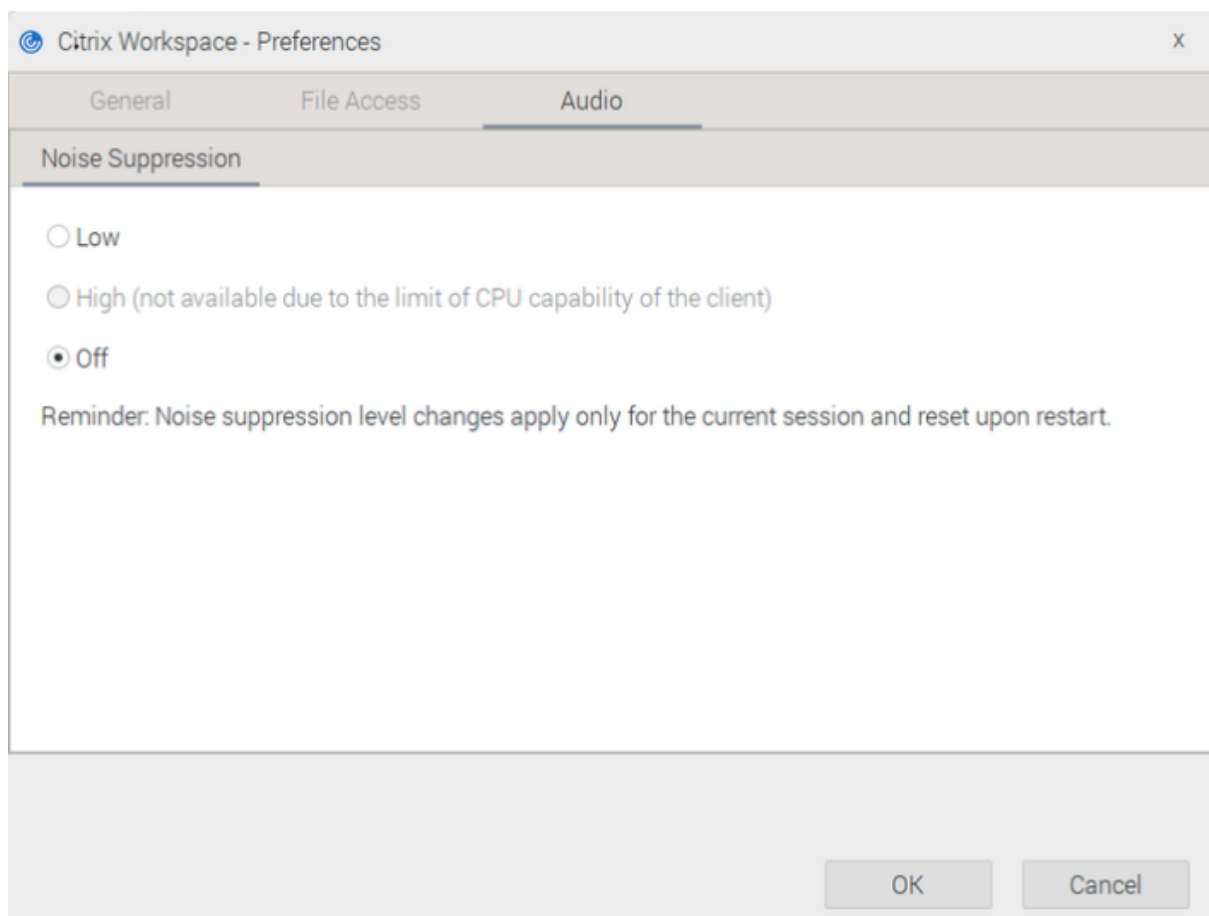 Citrix Workspace - Preferences X
General File Access Audio
Noise Suppression
Low
High (not available due to the limit of CPU capability of the client)
Off
Reminder: Noise suppression level changes apply only for the current session and reset upon restart.
OK Cancel